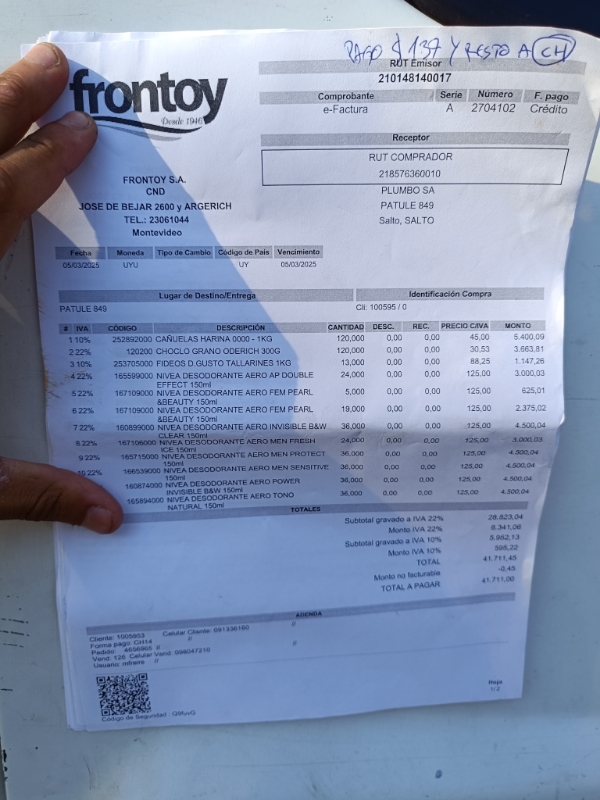 PAGO $ 137 Y RESTO A CH
frontoy
Desde 1946
RUT Emisor
210148140017
Comprobante Serie Numero F. pago
e-Factura A 2704102 Crédito
Receptor
RUT COMPRADOR
218576360010
PLUMBO SA
PATULE 849
Salto, SALTO
FRONTOY S.A.
CND
JOSE DE BEJAR 2600 y ARGERICH
TEL.: 23061044
Montevideo
Fecha Moneda Tipo de Cambio Código de País Vencimiento
05/03/2025 UYU UY 05/03/2025
Lugar de Destino/Entrega Identificación Compra
PATULE 849 Cli: 100595 / 0
# IVA CÓDIGO DESCRIPCIÓN CANTIDAD DESC. REC. PRECIO C/IVA MONTO
1 10% 252892000 CAÑUELAS HARINA 0000 - 1KG 120,000 0,00 0,00 45,00 5.400,09
2 22% 120200 CHOCLO GRANO ODERICH 300G 120,000 0,00 0,00 30,53 3.663,81
3 10% 253705000 FIDEOS D.GUSTO TALLARINES 1KG 13,000 0,00 0,00 88,25 1.147,26
4 22% 165599000 NIVEA DESODORANTE AERO AP DOUBLE 24,000 0,00 0,00 125,00 3.000,03
EFFECT 150ml
5 22% 167109000 NIVEA DESODORANTE AERO FEM PEARL 5,000 0,00 0,00 125,00 625,01
&BEAUTY 150ml
6 22% 167109000 NIVEA DESODORANTE AERO FEM PEARL 19,000 0,00 0,00 125,00 2.375,02
&BEAUTY 150ml
7 22% 160899000 NIVEA DESODORANTE AERO INVISIBLE B&W 36,000 0,00 0,00 125,00 4.500,04
CLEAR 150ml
8 22% 167106000 NIVEA DESODORANTE AERO MEN FRESH 24,000 0,00 0,00 125,00 3.000,03
ICE 150ml
9 22% 165715000 NIVEA DESODORANTE AERO MEN PROTECT 36,000 0,00 0,00 125,00 4.500,04
150ml
10 22% 166539000 NIVEA DESODORANTE AERO MEN SENSITIVE 36,000 0,00 0,00 125,00 4.500,04
150ml
160874000 NIVEA DESODORANTE AERO POWER 36,000 0,00 0,00 125,00 4.500,04
INVISIBLE B&W 150ml
165894000 NIVEA DESODORANTE AERO TONO 36,000 0,00 0,00 125,00 4.500,04
NATURAL 150ml
TOTALES
Subtotal gravado a IVA 22% 28.823,04
Monto IVA 22% 6.341,06
Subtotal gravado a IVA 10% 5.952,13
Monto IVA 10% 595,22
TOTAL 41.711,45
Monto no facturable -0,45
TOTAL A PAGAR 41.711,00
ADENDA
Cliente: Celular Cliente: 091336160 //
Forma pago: CH14 //
Pedido: 4656905 // //
Vend: 126 Celular Vend: 098047210
Usuario: //
Código de Seguridad:
Hoja
1/2